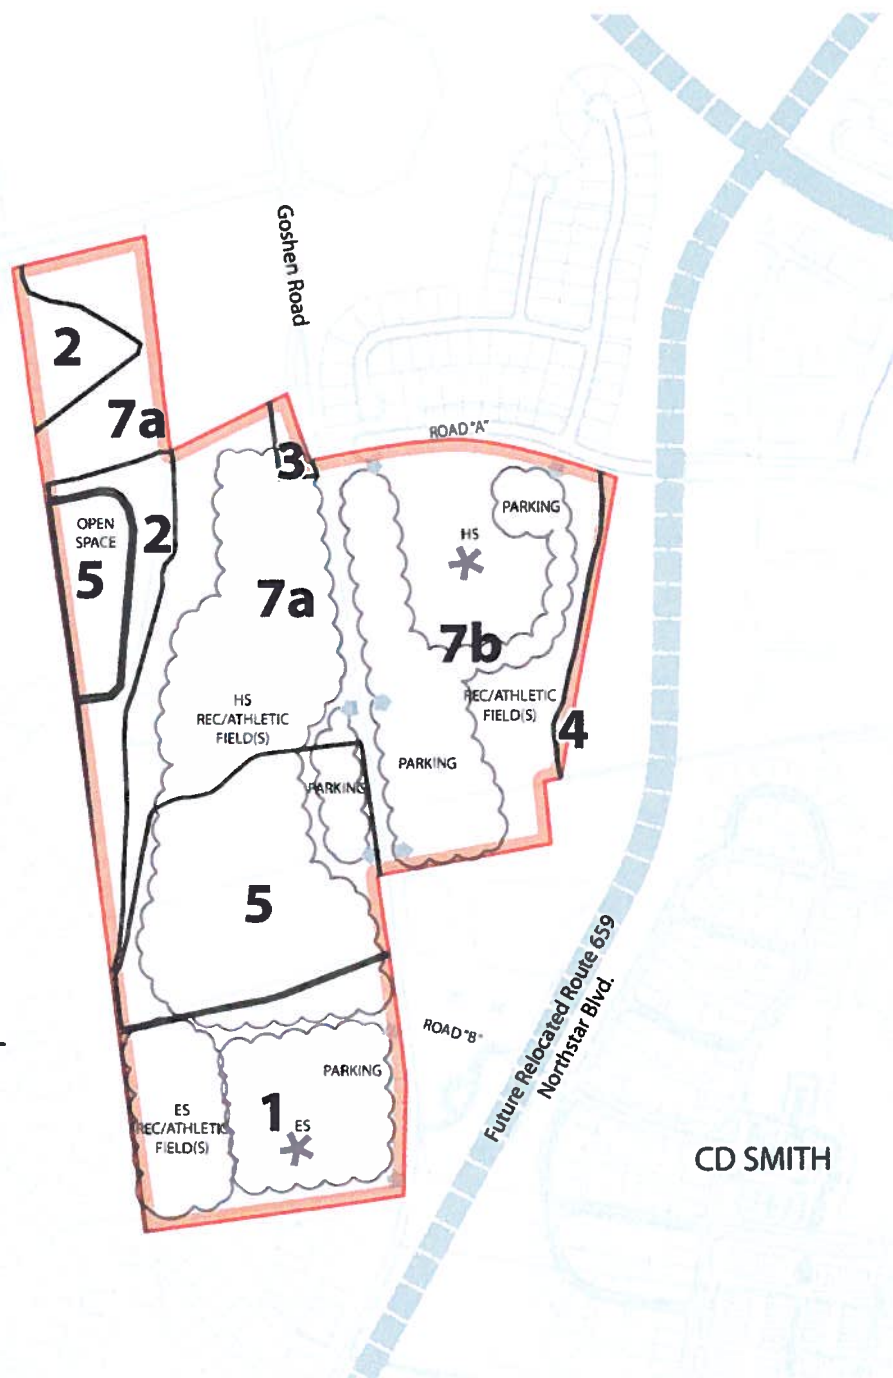 Goshen Road
2
7a
ROAD "A"
3
PARKING
OPEN
SPACE
2
HS
5
7a
7b
HS
REC/ATHLETIC
FIELD(S)
REC/ATHLETIC
FIELD(S)
4
PARKING
PARKING
5
Future Relocated Route 659
Northstar Blvd.
ROAD "B"
PARKING
1
ES
ES
REC/ATHLETIC
FIELD(S)
CD SMITH